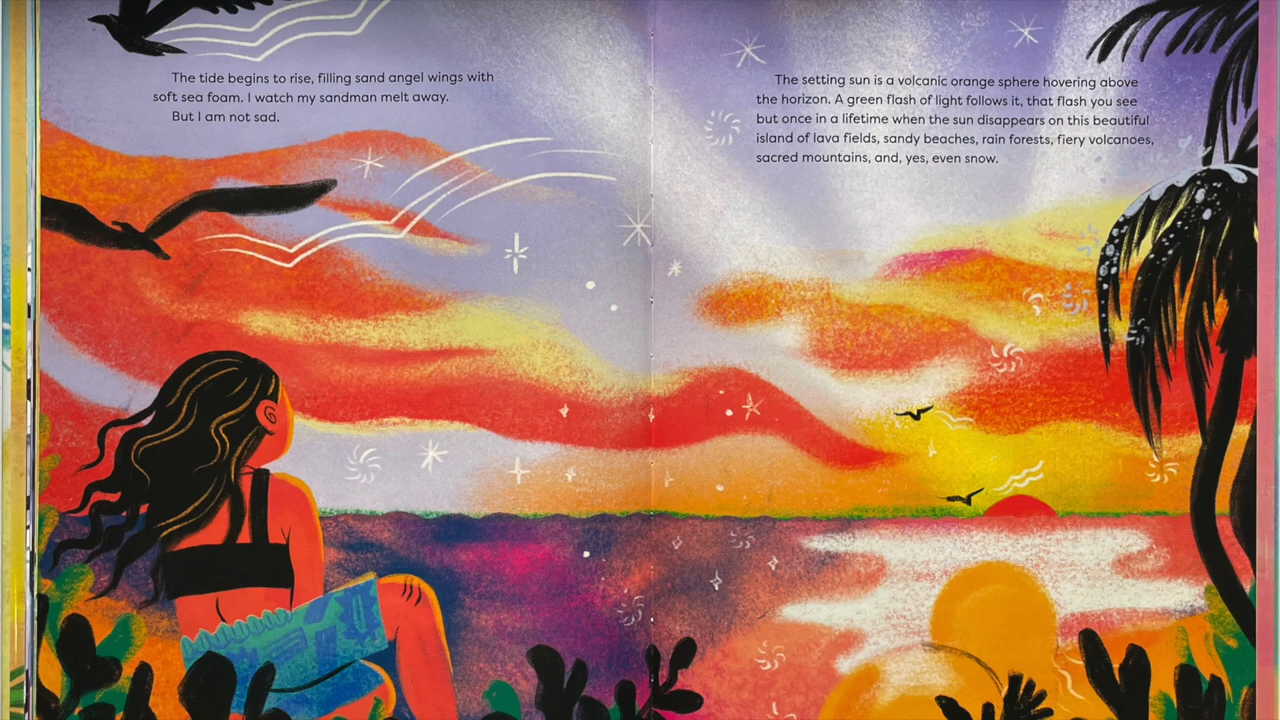 The tide begins to rise, filling sand angel wings with
soft sea foam. I watch my sandman melt away.
But I am not sad.
The setting sun is a volcanic orange sphere hovering above
the horizon. A green flash of light follows it, that flash you see
but once in a lifetime when the sun disappears on this beautiful
island of lava fields, sandy beaches, rain forests, fiery volcanoes,
sacred mountains, and, yes, even snow.